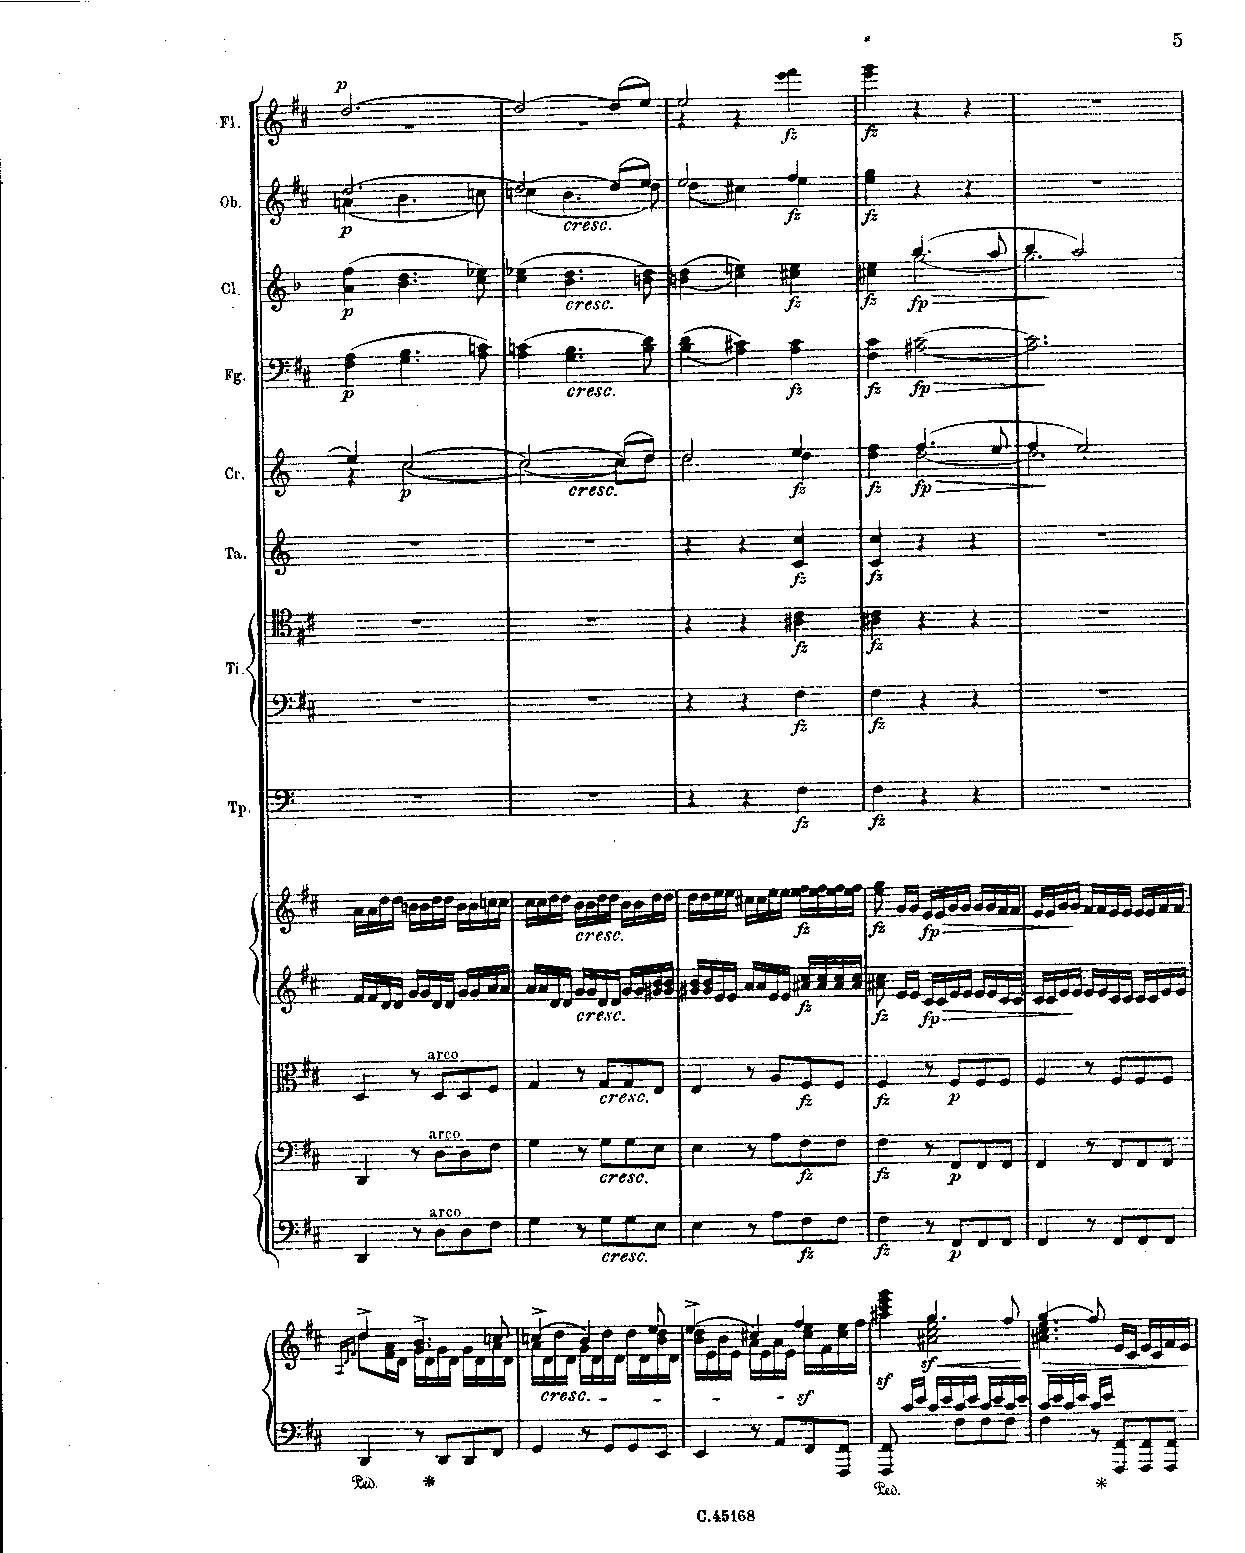 5
p
Fl.
fz fz
Ob.
p cresc. fz fz
Cl.
p cresc. fz fz fp
Fg.
p cresc. fz fz fp
Cr.
p cresc. fz fz fp
Ta.
fz fz
fz fz
Ti.
fz fz
Tp.
fz fz
cresc. fz fz fp
cresc. fz fz fp
arco
cresc. fz fz p
arco
cresc. fz fz p
arco
cresc. fz fz p
sf
cresc. sf sf
Ped. * Ped. *
C.45168